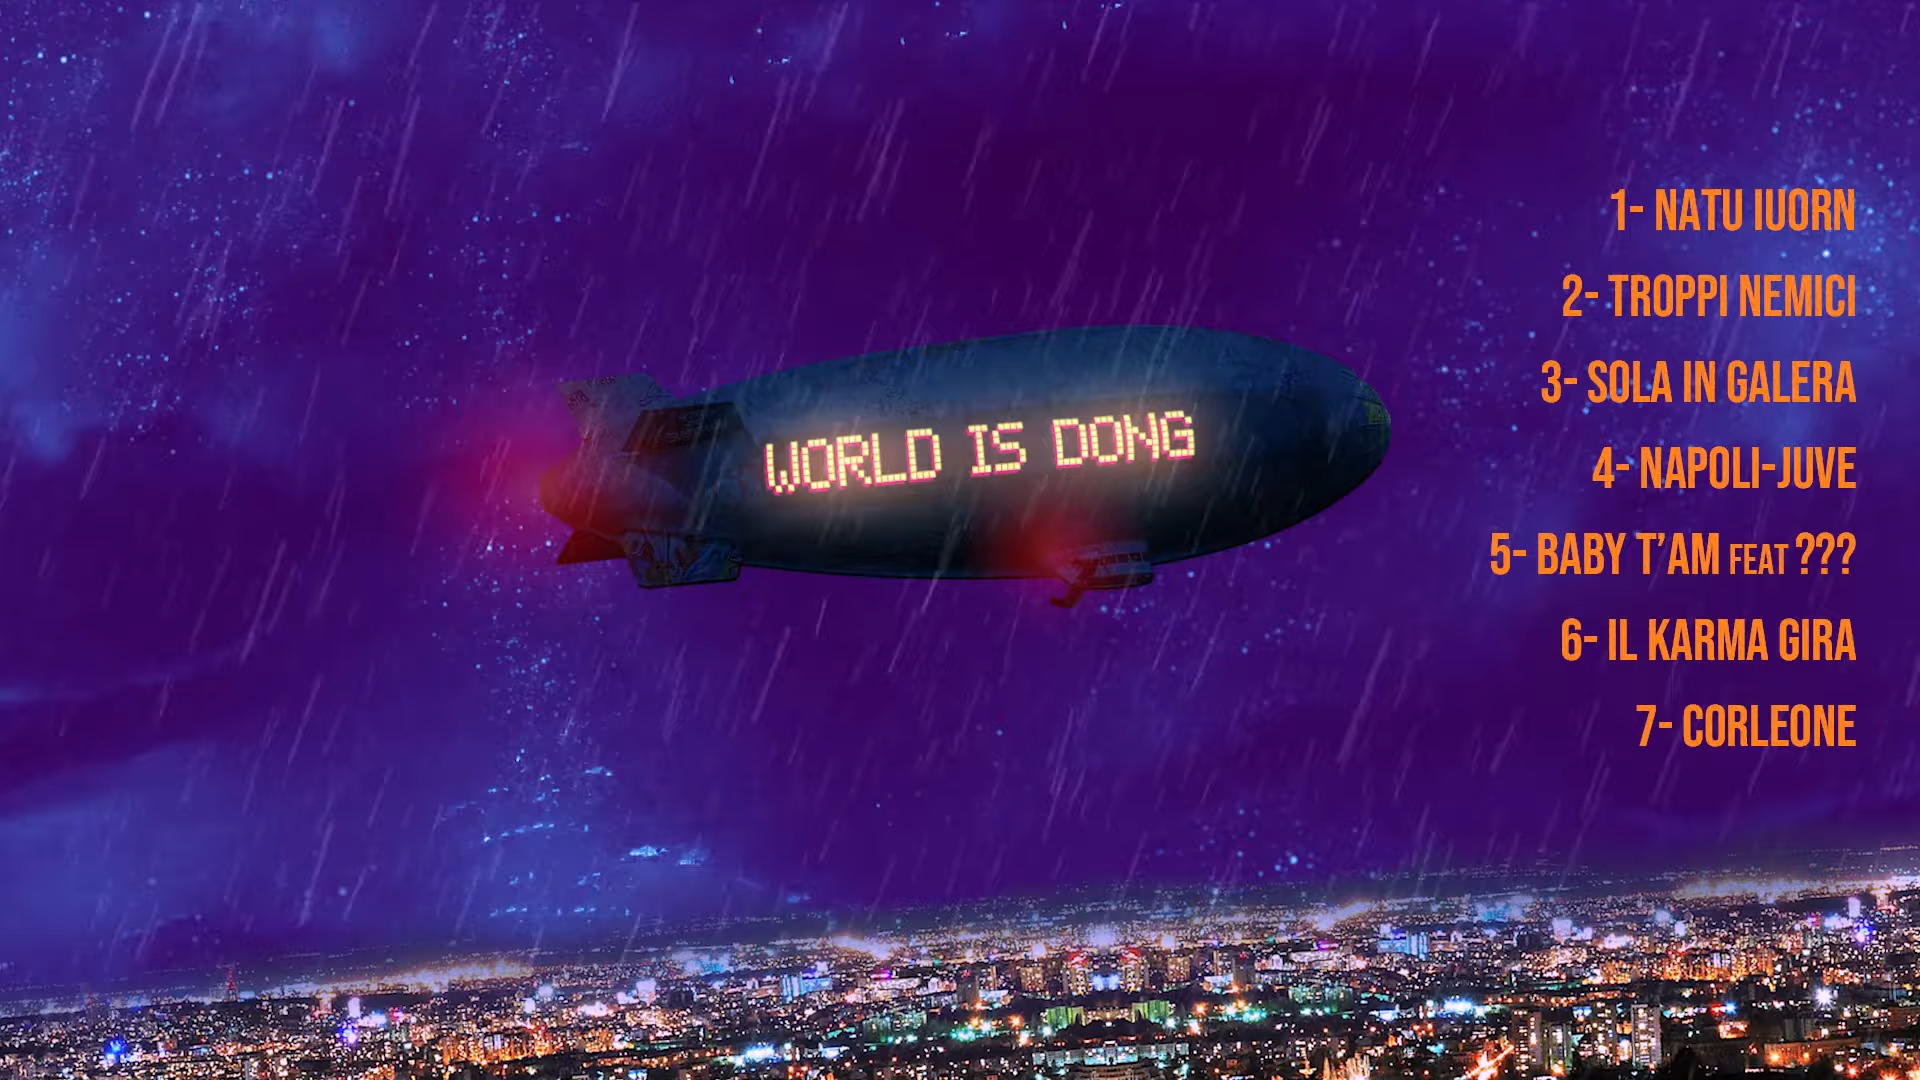 WORLD IS DONG
1- NATU IUORN
2- TROPPI NEMICI
3- SOLA IN GALERA
4- NAPOLI-JUVE
5- BABY T’AM FEAT ???
6- IL KARMA GIRA
7- CORLEONE